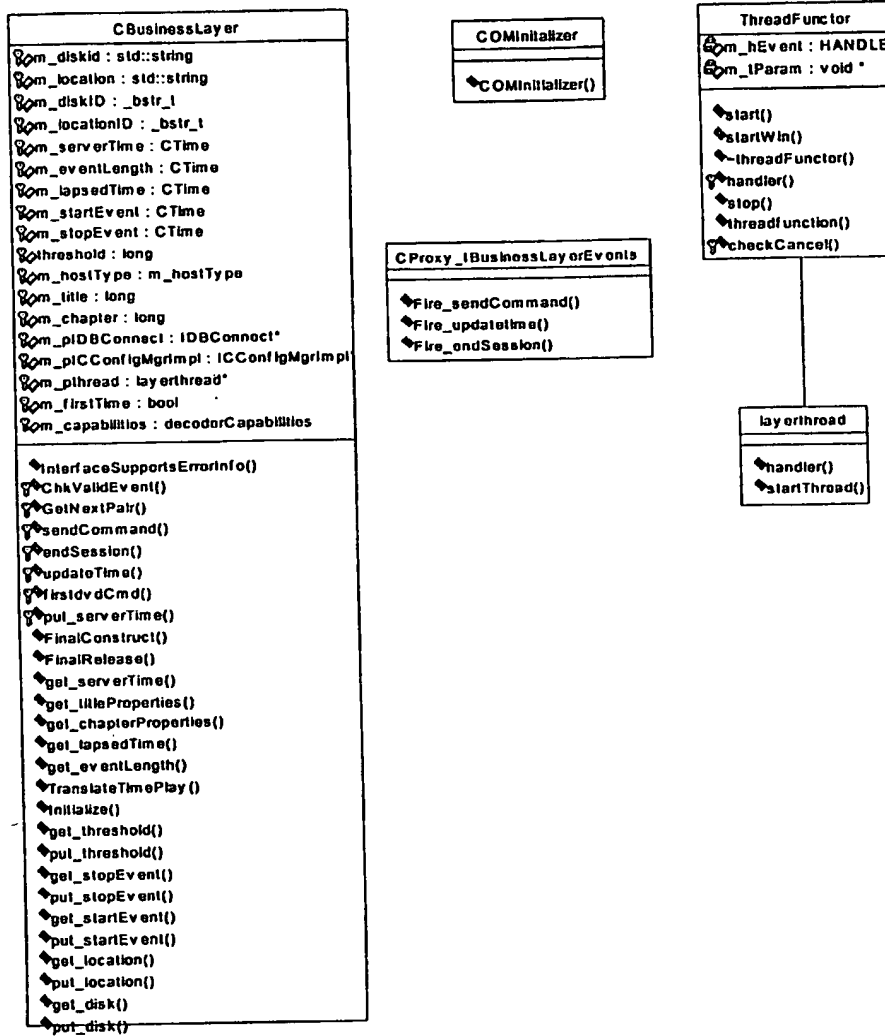 CBusinessLayer
m_diskid : std::string
m_location : std::string
m_diskID : _bstr_t
m_locationID : _bstr_t
m_serverTime : CTime
m_eventLength : CTime
m_lapsedTime : CTime
m_startEvent : CTime
m_stopEvent : CTime
threshold : long
m_hostType : m_hostType
m_title : long
m_chapter : long
m_pIDBConnect : IDBConnect*
m_pICConfigMgrImpl : ICConfigMgrImpl
m_pthread : layerthread*
m_firstTime : bool
m_capabilities : decoderCapabilities
InterfaceSupportsErrorInfo()
ChkValidEvent()
GetNextPair()
sendCommand()
endSession()
updateTime()
firstdvdCmd()
put_serverTime()
FinalConstruct()
FinalRelease()
get_serverTime()
get_titleProperties()
get_chapterProperties()
get_lapsedTime()
get_eventLength()
TranslateTimePlay()
Initialize()
get_threshold()
put_threshold()
get_stopEvent()
put_stopEvent()
get_startEvent()
put_startEvent()
get_location()
put_location()
get_disk()
put_disk()
COMInitalizer
COMInitializer()
CProxy_IBusinessLayerEvents
Fire_sendCommand()
Fire_updatetime()
Fire_endSession()
ThreadFunctor
m_hEvent : HANDLE
m_tParam : void *
start()
startWin()
~threadFunctor()
handler()
stop()
threadfunction()
checkCancel()
layerthread
handler()
startThread()